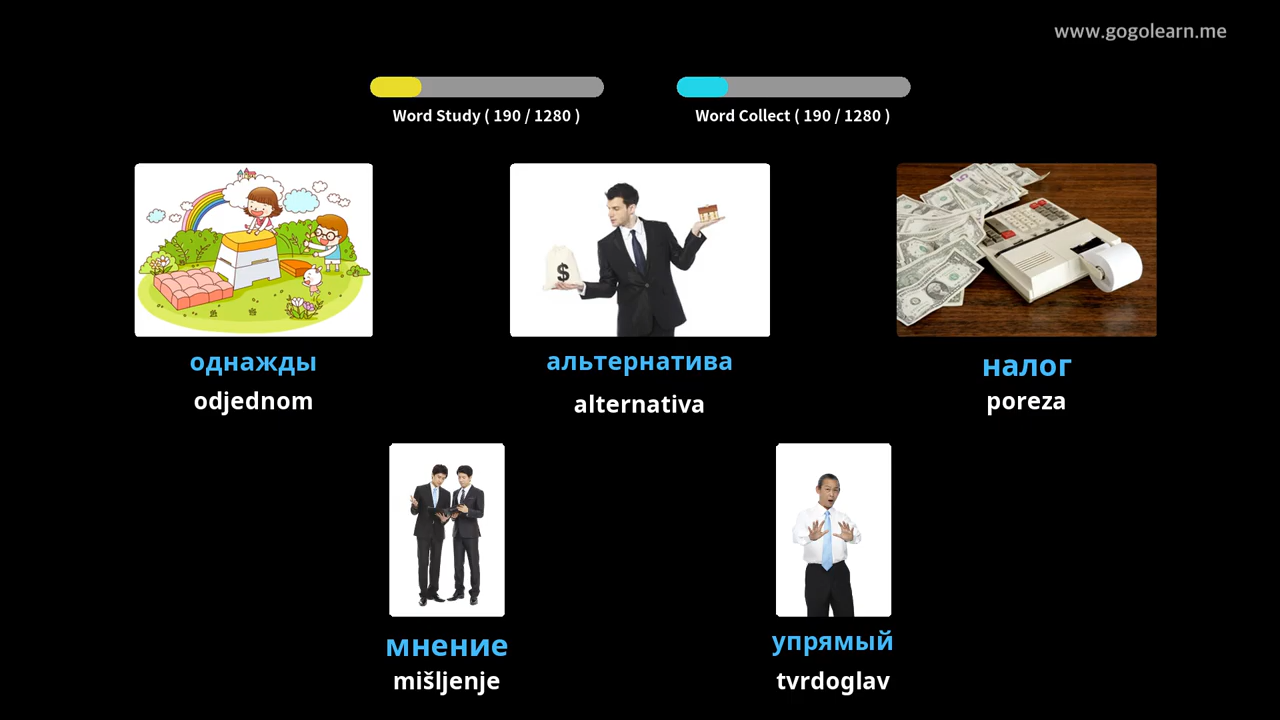 www.gogolearn.me
Word Study ( 190 / 1280 )
Word Collect ( 190 / 1280 )
$
однажды
odjednom
альтернатива
alternativa
налог
poreza
мнение
mišljenje
упрямый
tvrdoglav